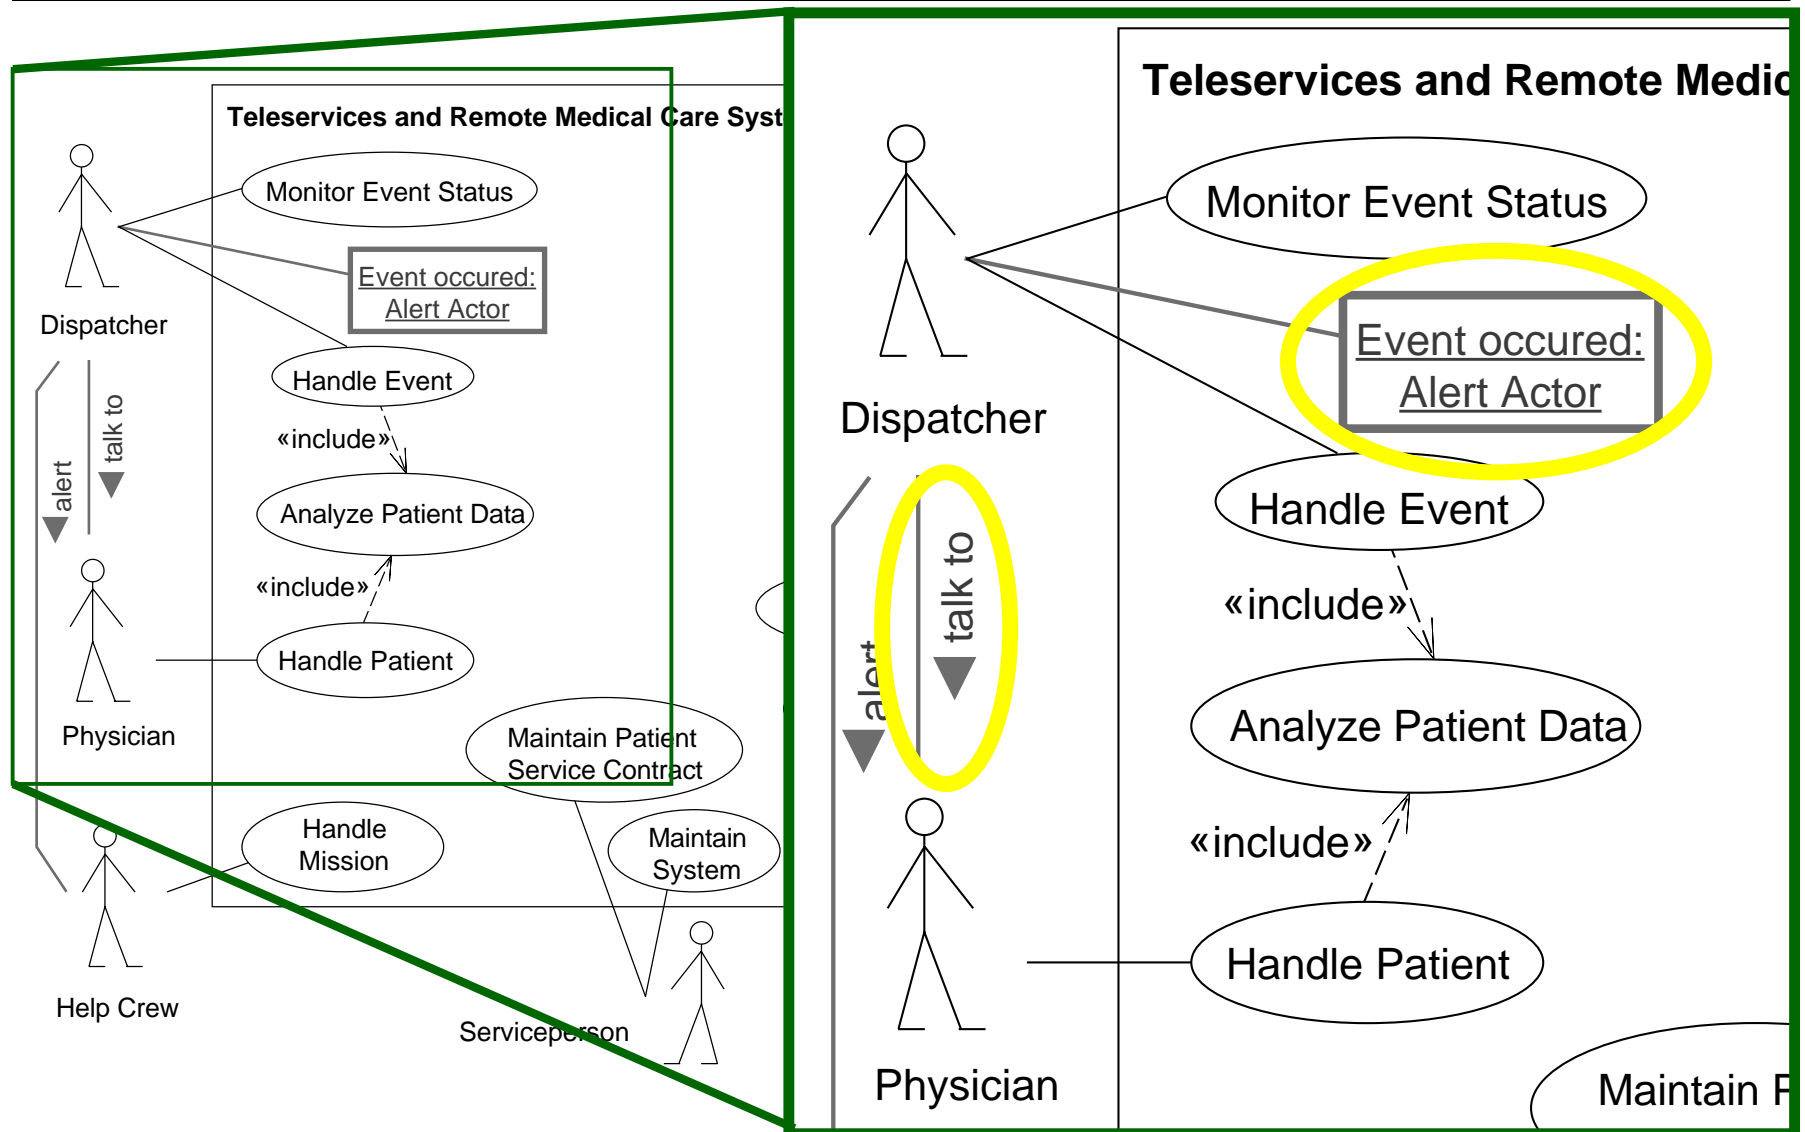 Teleservices and Remote Medical Care Syst
Monitor Event Status
Event occured:
Alert Actor
Dispatcher
Handle Event
talk to
«include»
alert
Analyze Patient Data
«include»
Handle Patient
Physician
Maintain Patient
Service Contract
Handle
Mission
Maintain
System
Help Crew
Serviceperson
Teleservices and Remote Medic
Monitor Event Status
Event occured:
Alert Actor
Dispatcher
Handle Event
talk to
«include»
alert
Analyze Patient Data
«include»
Handle Patient
Physician
Maintain P